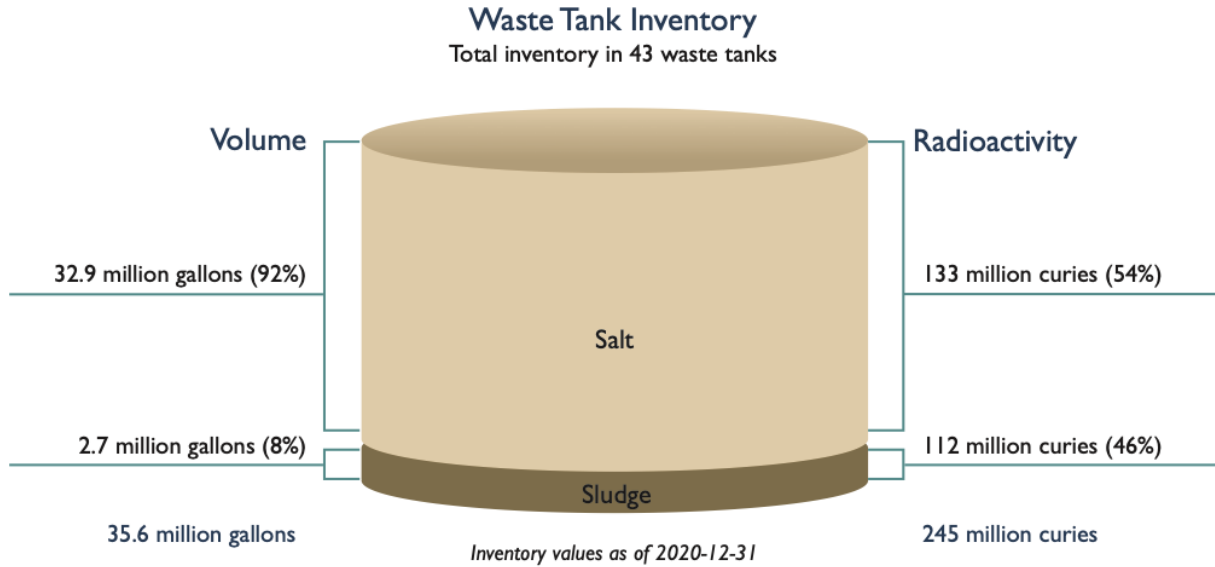 Waste Tank Inventory
Total inventory in 43 waste tanks
Volume
Radioactivity
32.9 million gallons (92%)
133 million curies (54%)
Salt
2.7 million gallons (8%)
112 million curies (46%)
Sludge
35.6 million gallons
245 million curies
Inventory values as of 2020-12-31